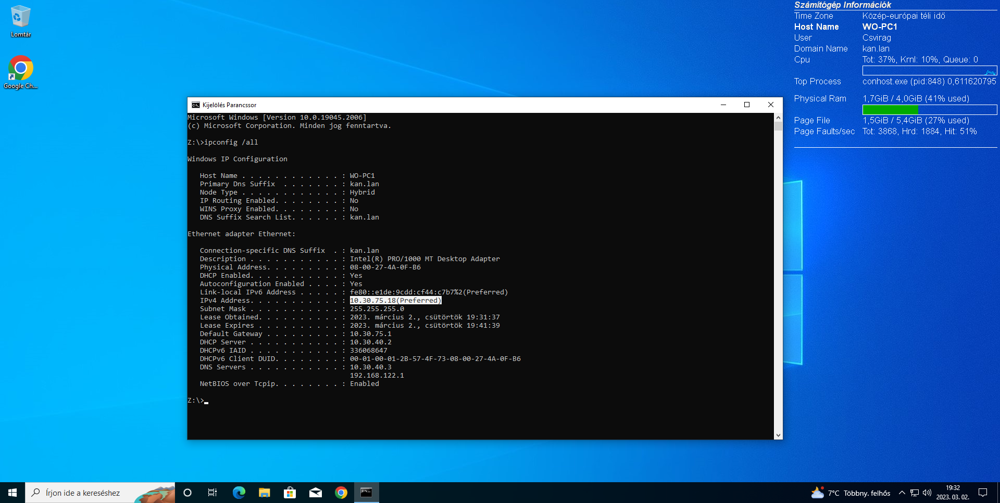 Lomtár
Google Ch...
Számítógép Információk
Time Zone Közép-európai téli idő
Host Name WO-PC1
User Csvirag
Domain Name kan.lan
Cpu Tot: 37%, Krnl: 10%, Queue: 0
Top Process conhost.exe (pid:848) 0,611620795
Physical Ram 1,7GiB / 4,0GiB (41% used)
Page File 1,5GiB / 5,4GiB (27% used)
Page Faults/sec Tot: 3868, Hrd: 1884, Hit: 51%
Kijelölés Parancssor
Microsoft Windows [Version 10.0.19045.2006]
(c) Microsoft Corporation. Minden jog fenntartva.
Z:\>ipconfig /all
Windows IP Configuration
Host Name . . . . . . . . . . . . : WO-PC1
Primary Dns Suffix  . . . . . . . : kan.lan
Node Type . . . . . . . . . . . . : Hybrid
IP Routing Enabled. . . . . . . . : No
WINS Proxy Enabled. . . . . . . . : No
DNS Suffix Search List. . . . . . : kan.lan
Ethernet adapter Ethernet:
Connection-specific DNS Suffix  . : kan.lan
Description . . . . . . . . . . . : Intel(R) PRO/1000 MT Desktop Adapter
Physical Address. . . . . . . . . : 08-00-27-4A-0F-B6
DHCP Enabled. . . . . . . . . . . : Yes
Autoconfiguration Enabled . . . . : Yes
Link-local IPv6 Address . . . . . : fe80::e1de:9cdd:cf44:c7b7%2(Preferred)
IPv4 Address. . . . . . . . . . . : 10.30.75.18(Preferred)
Subnet Mask . . . . . . . . . . . : 255.255.255.0
Lease Obtained. . . . . . . . . . : 2023. március 2., csütörtök 19:31:37
Lease Expires . . . . . . . . . . : 2023. március 2., csütörtök 19:41:39
Default Gateway . . . . . . . . . : 10.30.75.1
DHCP Server . . . . . . . . . . . : 10.30.40.2
DHCPv6 IAID . . . . . . . . . . . : 336068647
DHCPv6 Client DUID. . . . . . . . : 00-01-00-01-2B-57-4F-73-08-00-27-4A-0F-B6
DNS Servers . . . . . . . . . . . : 10.30.40.3
192.168.122.1
NetBIOS over Tcpip. . . . . . . . : Enabled
Z:\>
Írjon ide a kereséshez
7°C Többny. felhős
19:32
2023. 03. 02.